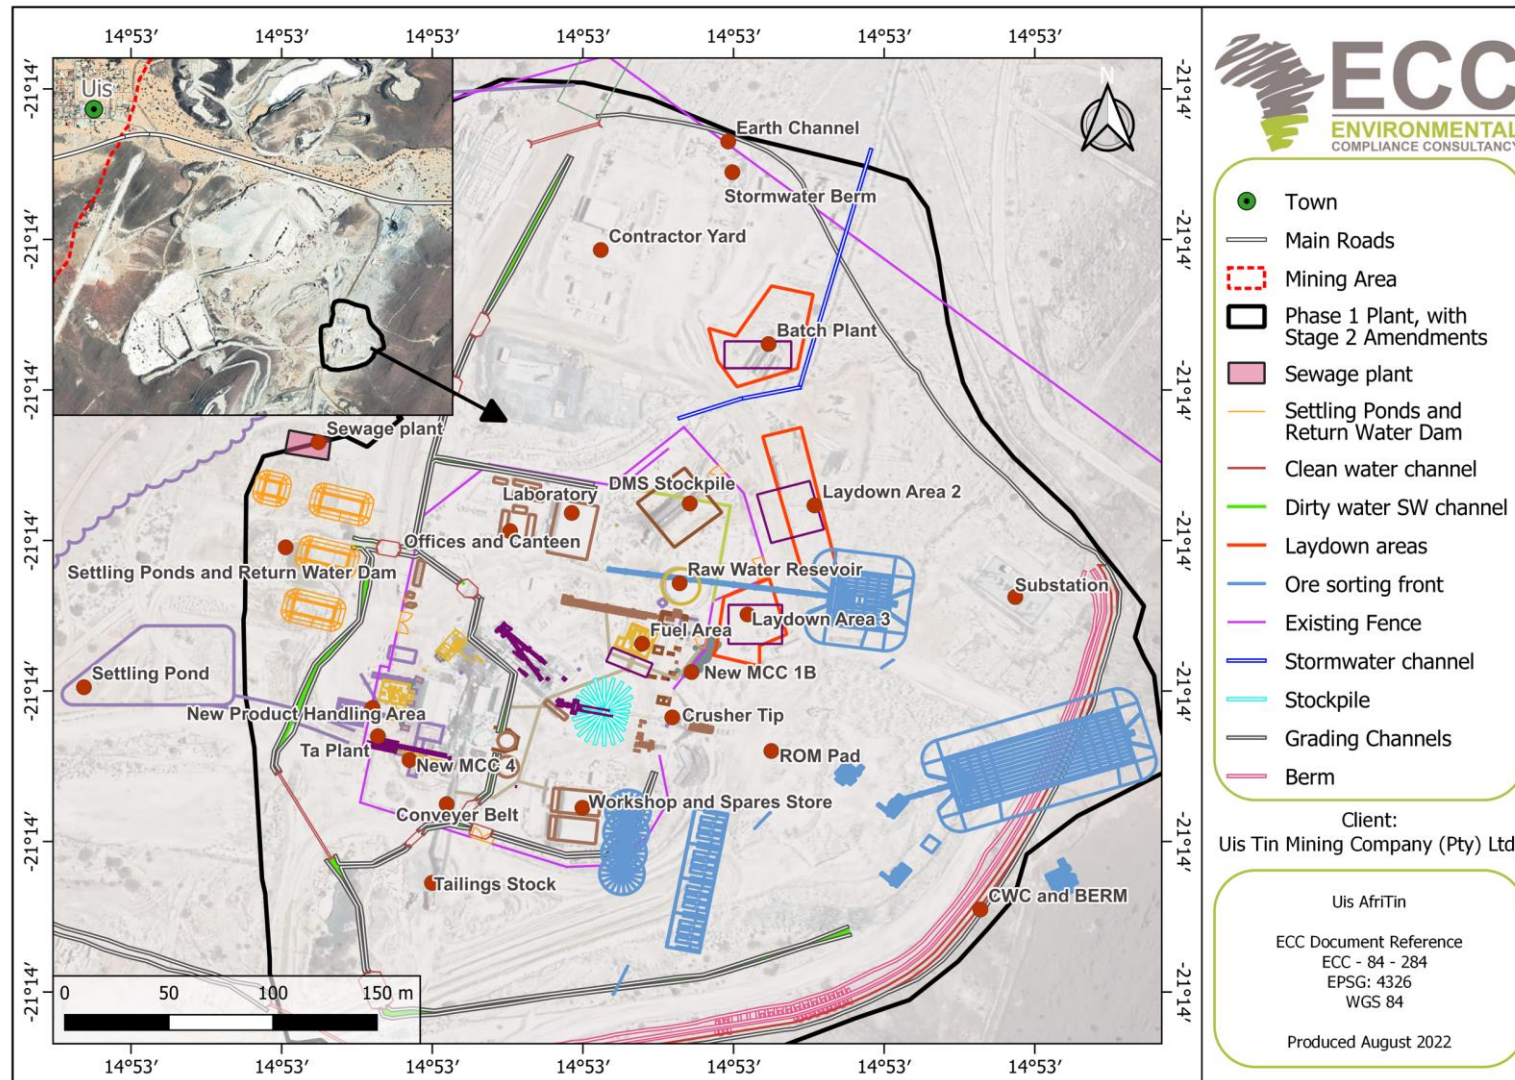 14°53’ 14°53’ 14°53’ 14°53’ 14°53’ 14°53’ 14°53’
-21°14’
-21°14’
-21°14’
-21°14’
-21°14’
-21°14’
-21°14’
-21°14’
-21°14’
-21°14’
-21°14’
-21°14’
-21°14’
-21°14’
Uis
N
Earth Channel
Stormwater Berm
Contractor Yard
Batch Plant
Sewage plant
DMS Stockpile
Laboratory
Laydown Area 2
Offices and Canteen
Settling Ponds and Return Water Dam
Raw Water Resevoir
Substation
Laydown Area 3
Fuel Area
Settling Pond
New MCC 1B
New Product Handling Area
Crusher Tip
Ta Plant
New MCC 4
ROM Pad
Conveyer Belt
Workshop and Spares Store
Tailings Stock
CWC and BERM
0 50 100 150 m
14°53’ 14°53’ 14°53’ 14°53’ 14°53’ 14°53’ 14°53’
ECC
ENVIRONMENTAL
COMPLIANCE CONSULTANCY
Town
Main Roads
Mining Area
Phase 1 Plant, with
Stage 2 Amendments
Sewage plant
Settling Ponds and
Return Water Dam
Clean water channel
Dirty water SW channel
Laydown areas
Ore sorting front
Existing Fence
Stormwater channel
Stockpile
Grading Channels
Berm
Client:
Uis Tin Mining Company (Pty) Ltd
Uis AfriTin
ECC Document Reference
ECC - 84 - 284
EPSG: 4326
WGS 84
Produced August 2022